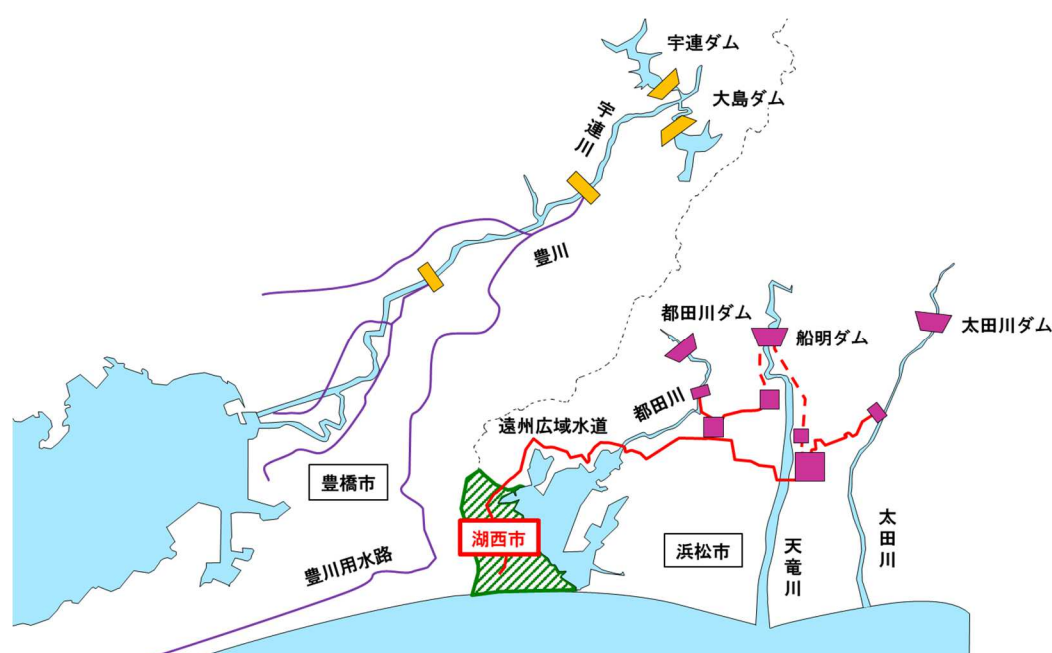 宇連ダム
大島ダム
宇連川
豊川
都田川ダム
船明ダム
太田川ダム
都田川
遠州広域水道
豊橋市
湖西市
浜松市
天竜川
太田川
豊川用水路